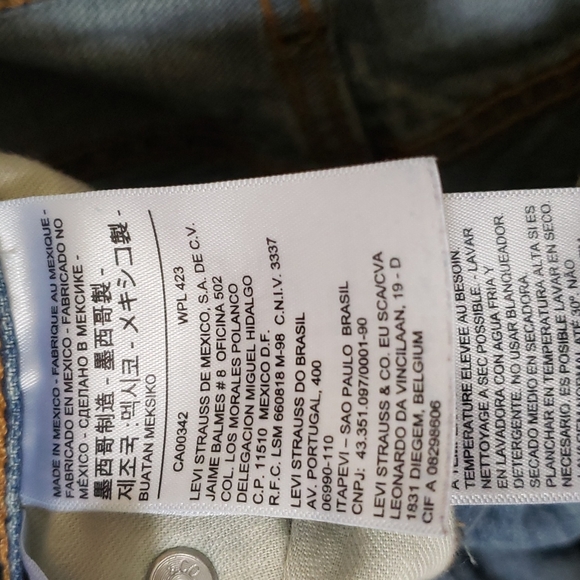 MADE IN MEXICO - FABRIQUE AU MEXIQUE -
FABRICADO EN MEXICO - FABRICADO NO
MÉXICO - СДЕЛАНО В МЕКСИКЕ -
墨西哥制造 - 墨西哥製 -
제조국 :멕시코 - メキシコ製 -
BUATAN MEKSIKO
CA00342 WPL 423
LEVI STRAUSS DE MEXICO, S.A. DE C.V.
JAIME BALMES # 8 OFICINA 502
COL. LOS MORALES POLANCO
DELEGACION MIGUEL HIDALGO
C.P. 11510 MEXICO D.F.
R.F.C. LSM 660818 M-98 C.N.I.V. 3337
LEVI STRAUSS DO BRASIL
AV. PORTUGAL, 400
06990-110
ITAPEVI – SAO PAULO BRASIL
CNPJ: 43.351.097/0001-90
LEVI STRAUSS & CO. EU SCA/CVA
LEONARDO DA VINCILAAN, 19 - D
1831 DIEGEM, BELGIUM
CIF A 08298606
TEMPERATURE ELEVEE AU BESOIN.
NETTOYAGE A SEC POSSIBLE. - LAVAR
EN LAVADORA CON AGUA FRIA Y
DETERGENTE. NO USAR BLANQUEADOR
SECADO MEDIO EN SECADORA.
PLANCHAR EN TEMPERATURA ALTA SI ES
NECESARIO. ES POSIBLE LAVAR EN SECO
30°. NÃO